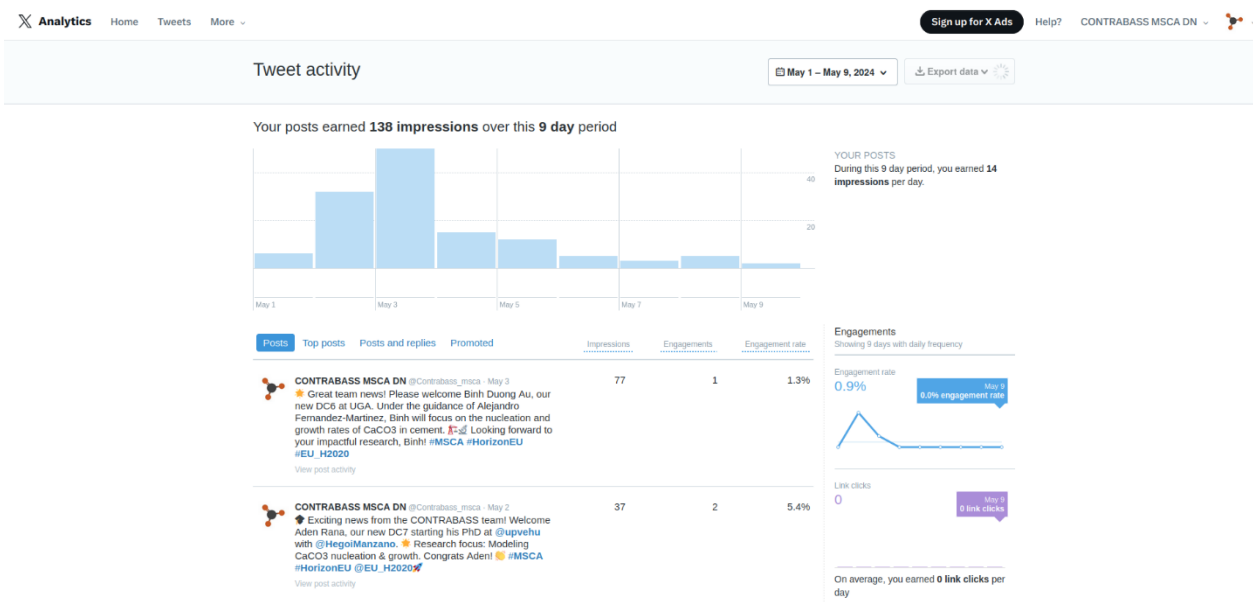 Analytics Home Tweets More Sign up for X Ads Help? CONTRABASS MSCA DN
Tweet activity
May 1 – May 9, 2024 Export data
Your posts earned 138 impressions over this 9 day period
YOUR POSTS
During this 9 day period, you earned 14
impressions per day.
40
20
May 1 May 3 May 5 May 7 May 9
Posts Top posts Posts and replies Promoted Impressions Engagements Engagement rate
CONTRABASS MSCA DN @Contrabass_msca · May 3 77 1 1.3%
Great team news! Please welcome Binh Duong Au, our
new DC6 at UGA. Under the guidance of Alejandro
Fernandez-Martinez, Binh will focus on the nucleation and
growth rates of CaCO3 in cement. Looking forward to
your impactful research, Binh! #MSCA #HorizonEU
#EU_H2020
View post activity
CONTRABASS MSCA DN @Contrabass_msca · May 2 37 2 5.4%
Exciting news from the CONTRABASS team! Welcome
Aden Rana, our new DC7 starting his PhD at @upvehu
with @HegoiManzano. Research focus: Modeling
CaCO3 nucleation & growth. Congrats Aden! #MSCA
#HorizonEU @EU_H2020
View post activity
Engagements
Showing 9 days with daily frequency
Engagement rate
0.9%
May 9
0.0% engagement rate
Link clicks
0
May 9
0 link clicks
On average, you earned 0 link clicks per
day